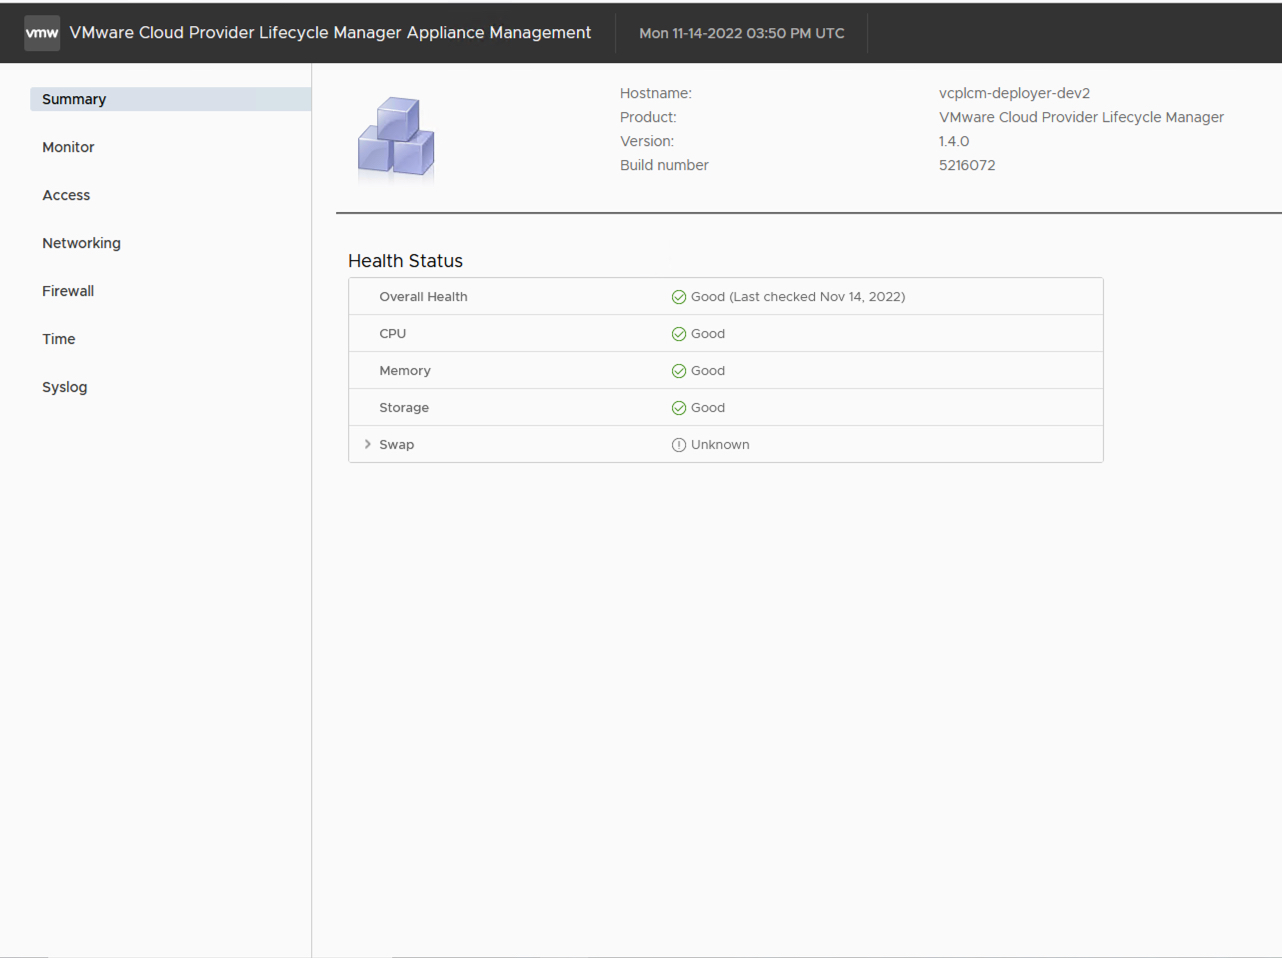 vmw VMware Cloud Provider Lifecycle Manager Appliance Management Mon 11-14-2022 03:50 PM UTC
Summary
Monitor
Access
Networking
Firewall
Time
Syslog
Hostname: vcplcm-deployer-dev2
Product: VMware Cloud Provider Lifecycle Manager
Version: 1.4.0
Build number 5216072
Health Status
Overall Health Good (Last checked Nov 14, 2022)
CPU Good
Memory Good
Storage Good
Swap Unknown